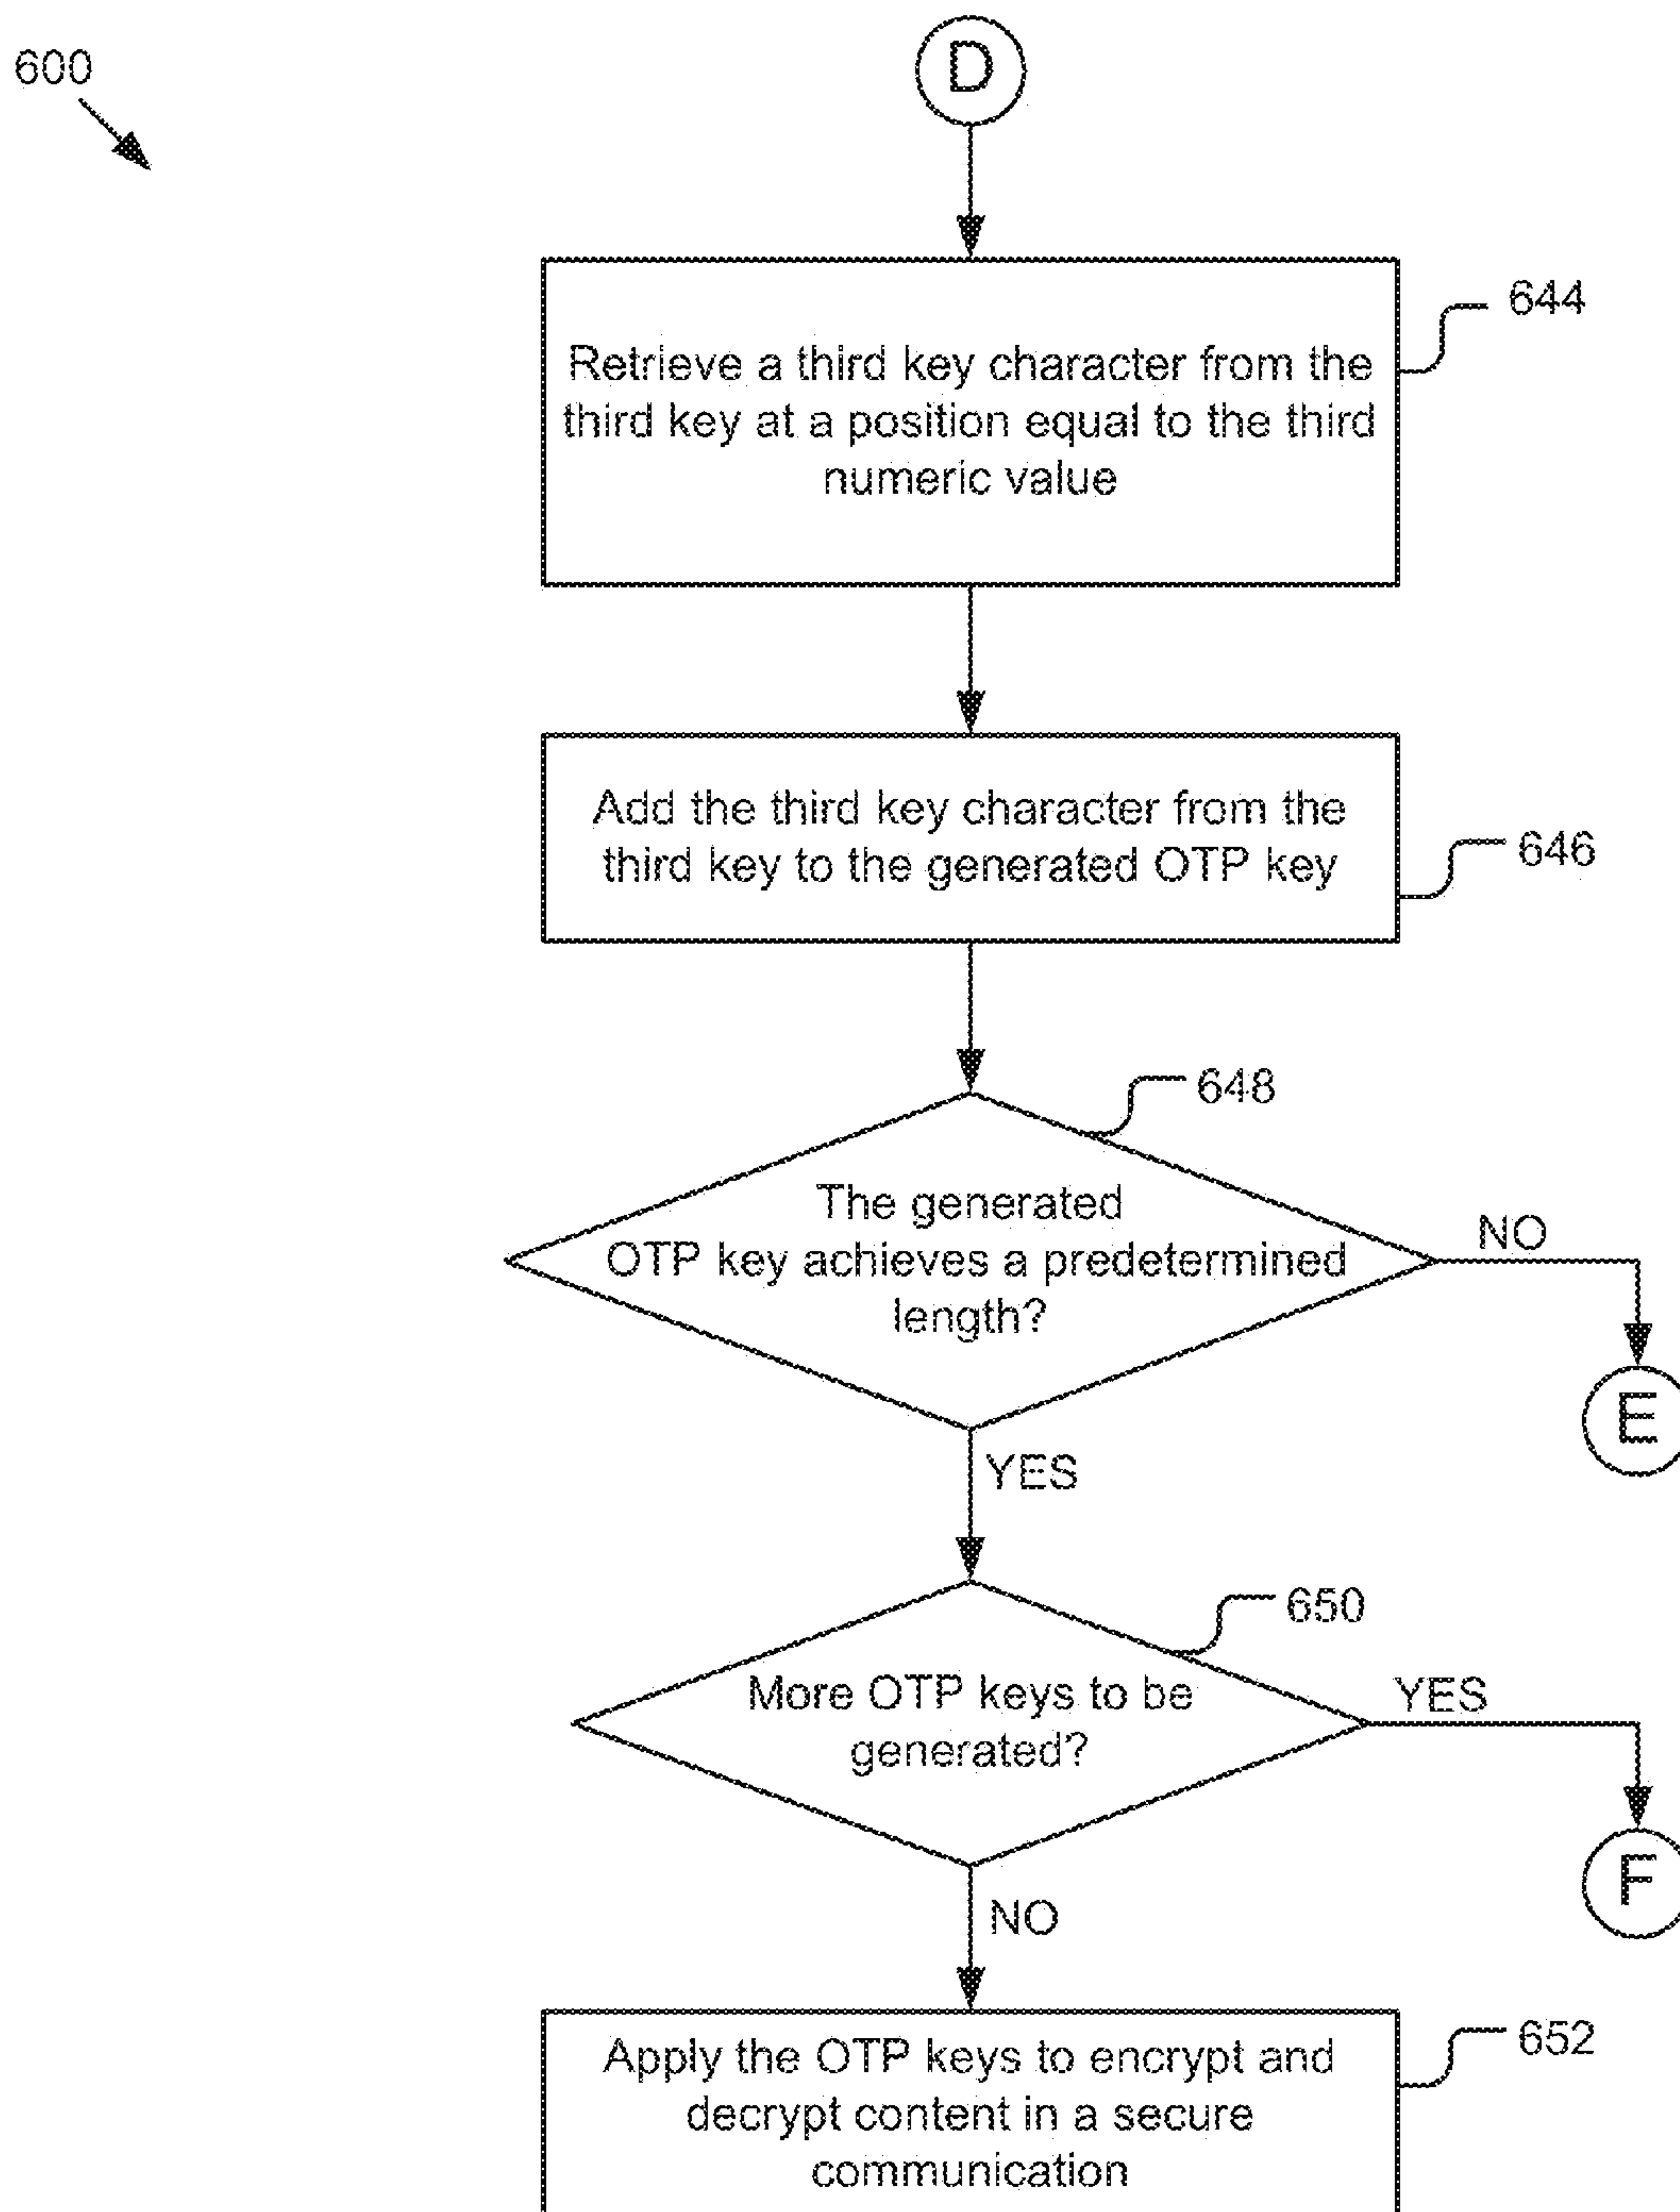 600
D
Retrieve a third key character from the
third key at a position equal to the third
numeric value
644
Add the third key character from the
third key to the generated OTP key
646
648
The generated
OTP key achieves a predetermined
length?
NO
E
YES
650
More OTP keys to be
generated?
YES
F
NO
652
Apply the OTP keys to encrypt and
decrypt content in a secure
communication